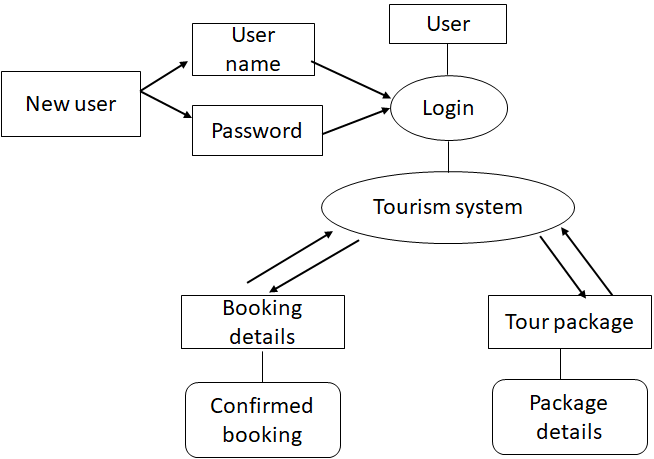 User
User
name
New user
Login
Password
Tourism system
Booking
details
Tour package
Confirmed
booking
Package
details